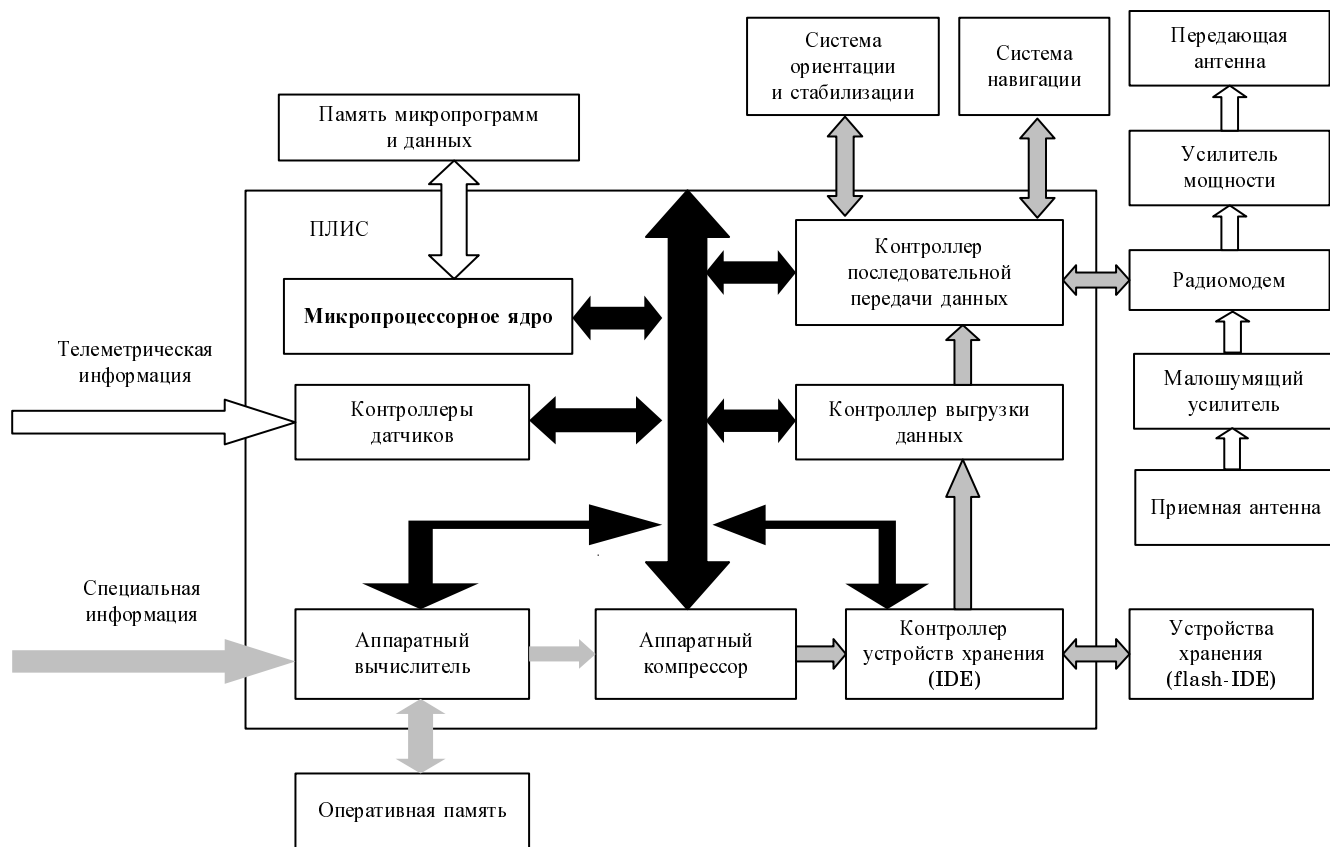 Система
ориентации
и стабилизации
Система
навигации
Передающая
антенна
Память микропрограмм
и данных
Усилитель
мощности
ПЛИС
Контроллер
последовательной
передачи данных
Радиомодем
Микропроцессорное ядро
Телеметрическая
информация
Малошумящий
усилитель
Контроллеры
датчиков
Контроллер выгрузки
данных
Приемная антенна
Специальная
информация
Аппаратный
вычислитель
Аппаратный
компрессор
Контроллер
устройств хранения
(IDE)
Устройства
хранения
(flash-IDE)
Оперативная память